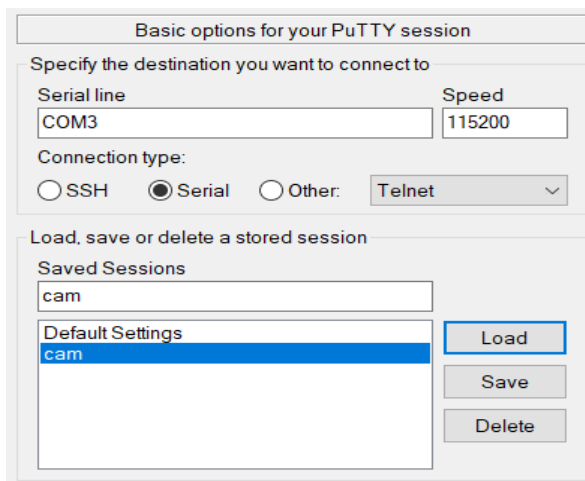 Basic options for your PuTTY session
Specify the destination you want to connect to
Serial line Speed
COM3 115200
Connection type:
SSH Serial Other: Telnet
Load, save or delete a stored session
Saved Sessions
cam
Default Settings
cam
Load
Save
Delete